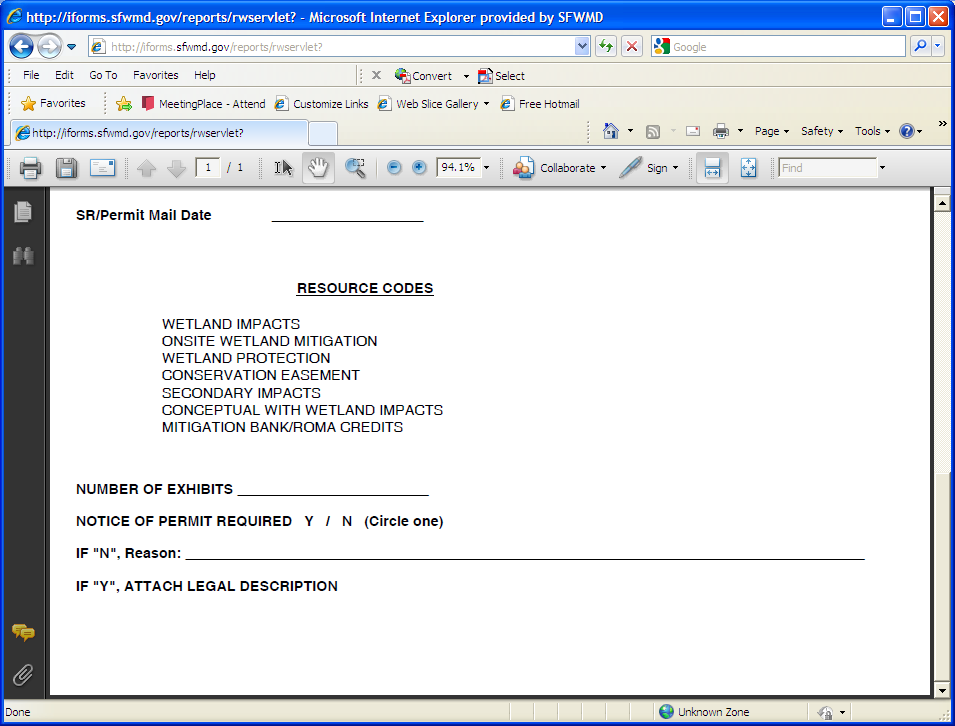 http://iforms.sfwmd.gov/reports/rwservlet? - Microsoft Internet Explorer provided by SFWMD
http://iforms.sfwmd.gov/reports/rwservlet?
Google
File Edit Go To Favorites Help
Convert
Select
Favorites
MeetingPlace - Attend
Customize Links
Web Slice Gallery
Free Hotmail
http://iforms.sfwmd.gov/reports/rwservlet?
Page
Safety
Tools
1 / 1
94.1%
Collaborate
Sign
Find
SR/Permit Mail Date ____________________
RESOURCE CODES
WETLAND IMPACTS
ONSITE WETLAND MITIGATION
WETLAND PROTECTION
CONSERVATION EASEMENT
SECONDARY IMPACTS
CONCEPTUAL WITH WETLAND IMPACTS
MITIGATION BANK/ROMA CREDITS
NUMBER OF EXHIBITS _________________________
NOTICE OF PERMIT REQUIRED Y / N (Circle one)
IF "N", Reason: ________________________________________________________________
IF "Y", ATTACH LEGAL DESCRIPTION
Done
Unknown Zone